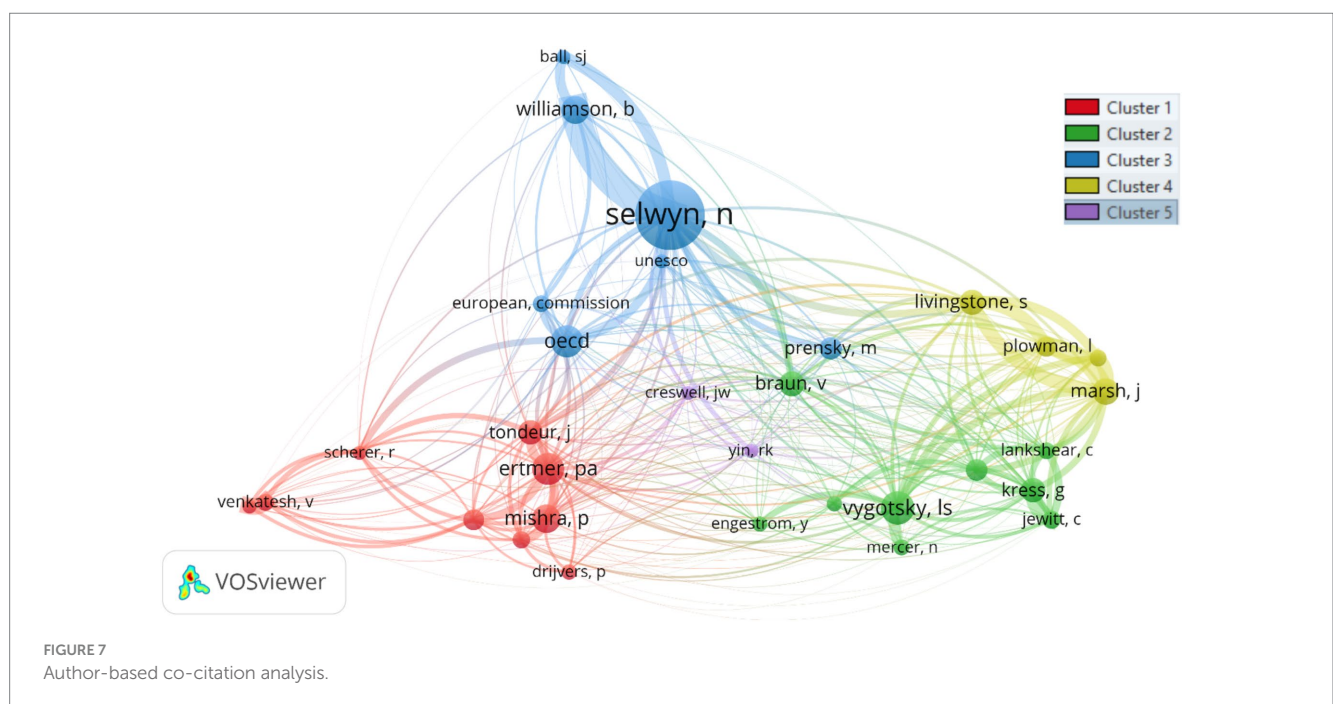 ball, sj
williamson, b
Cluster 1
Cluster 2
Cluster 3
Cluster 4
Cluster 5
selwyn, n
unesco
european, commission
livingstone, s
oecd
prensky, m
plowman, l
braun, v
creswell, jw
marsh, j
tondeur, j
scherer, r
yin, rk
lankshear, c
ertmer, pa
kress, g
venkatesh, v
vygotsky, ls
mishra, p
engestrom, y
jewitt, c
mercer, n
drijvers, p
VOSviewer
FIGURE 7
Author-based co-citation analysis.